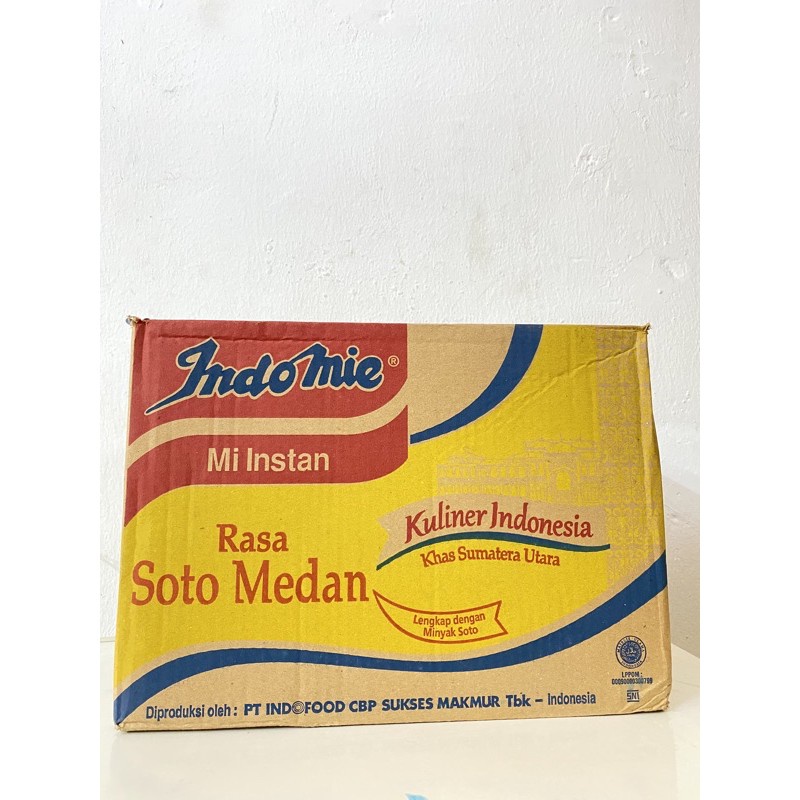 Indomie®
Mi Instan
Rasa
Soto Medan
Kuliner Indonesia
Khas Sumatera Utara
Lengkap dengan
Minyak Soto
LPPOM :
SNI
Diproduksi oleh : PT INDOFOOD CBP SUKSES MAKMUR Tbk – Indonesia